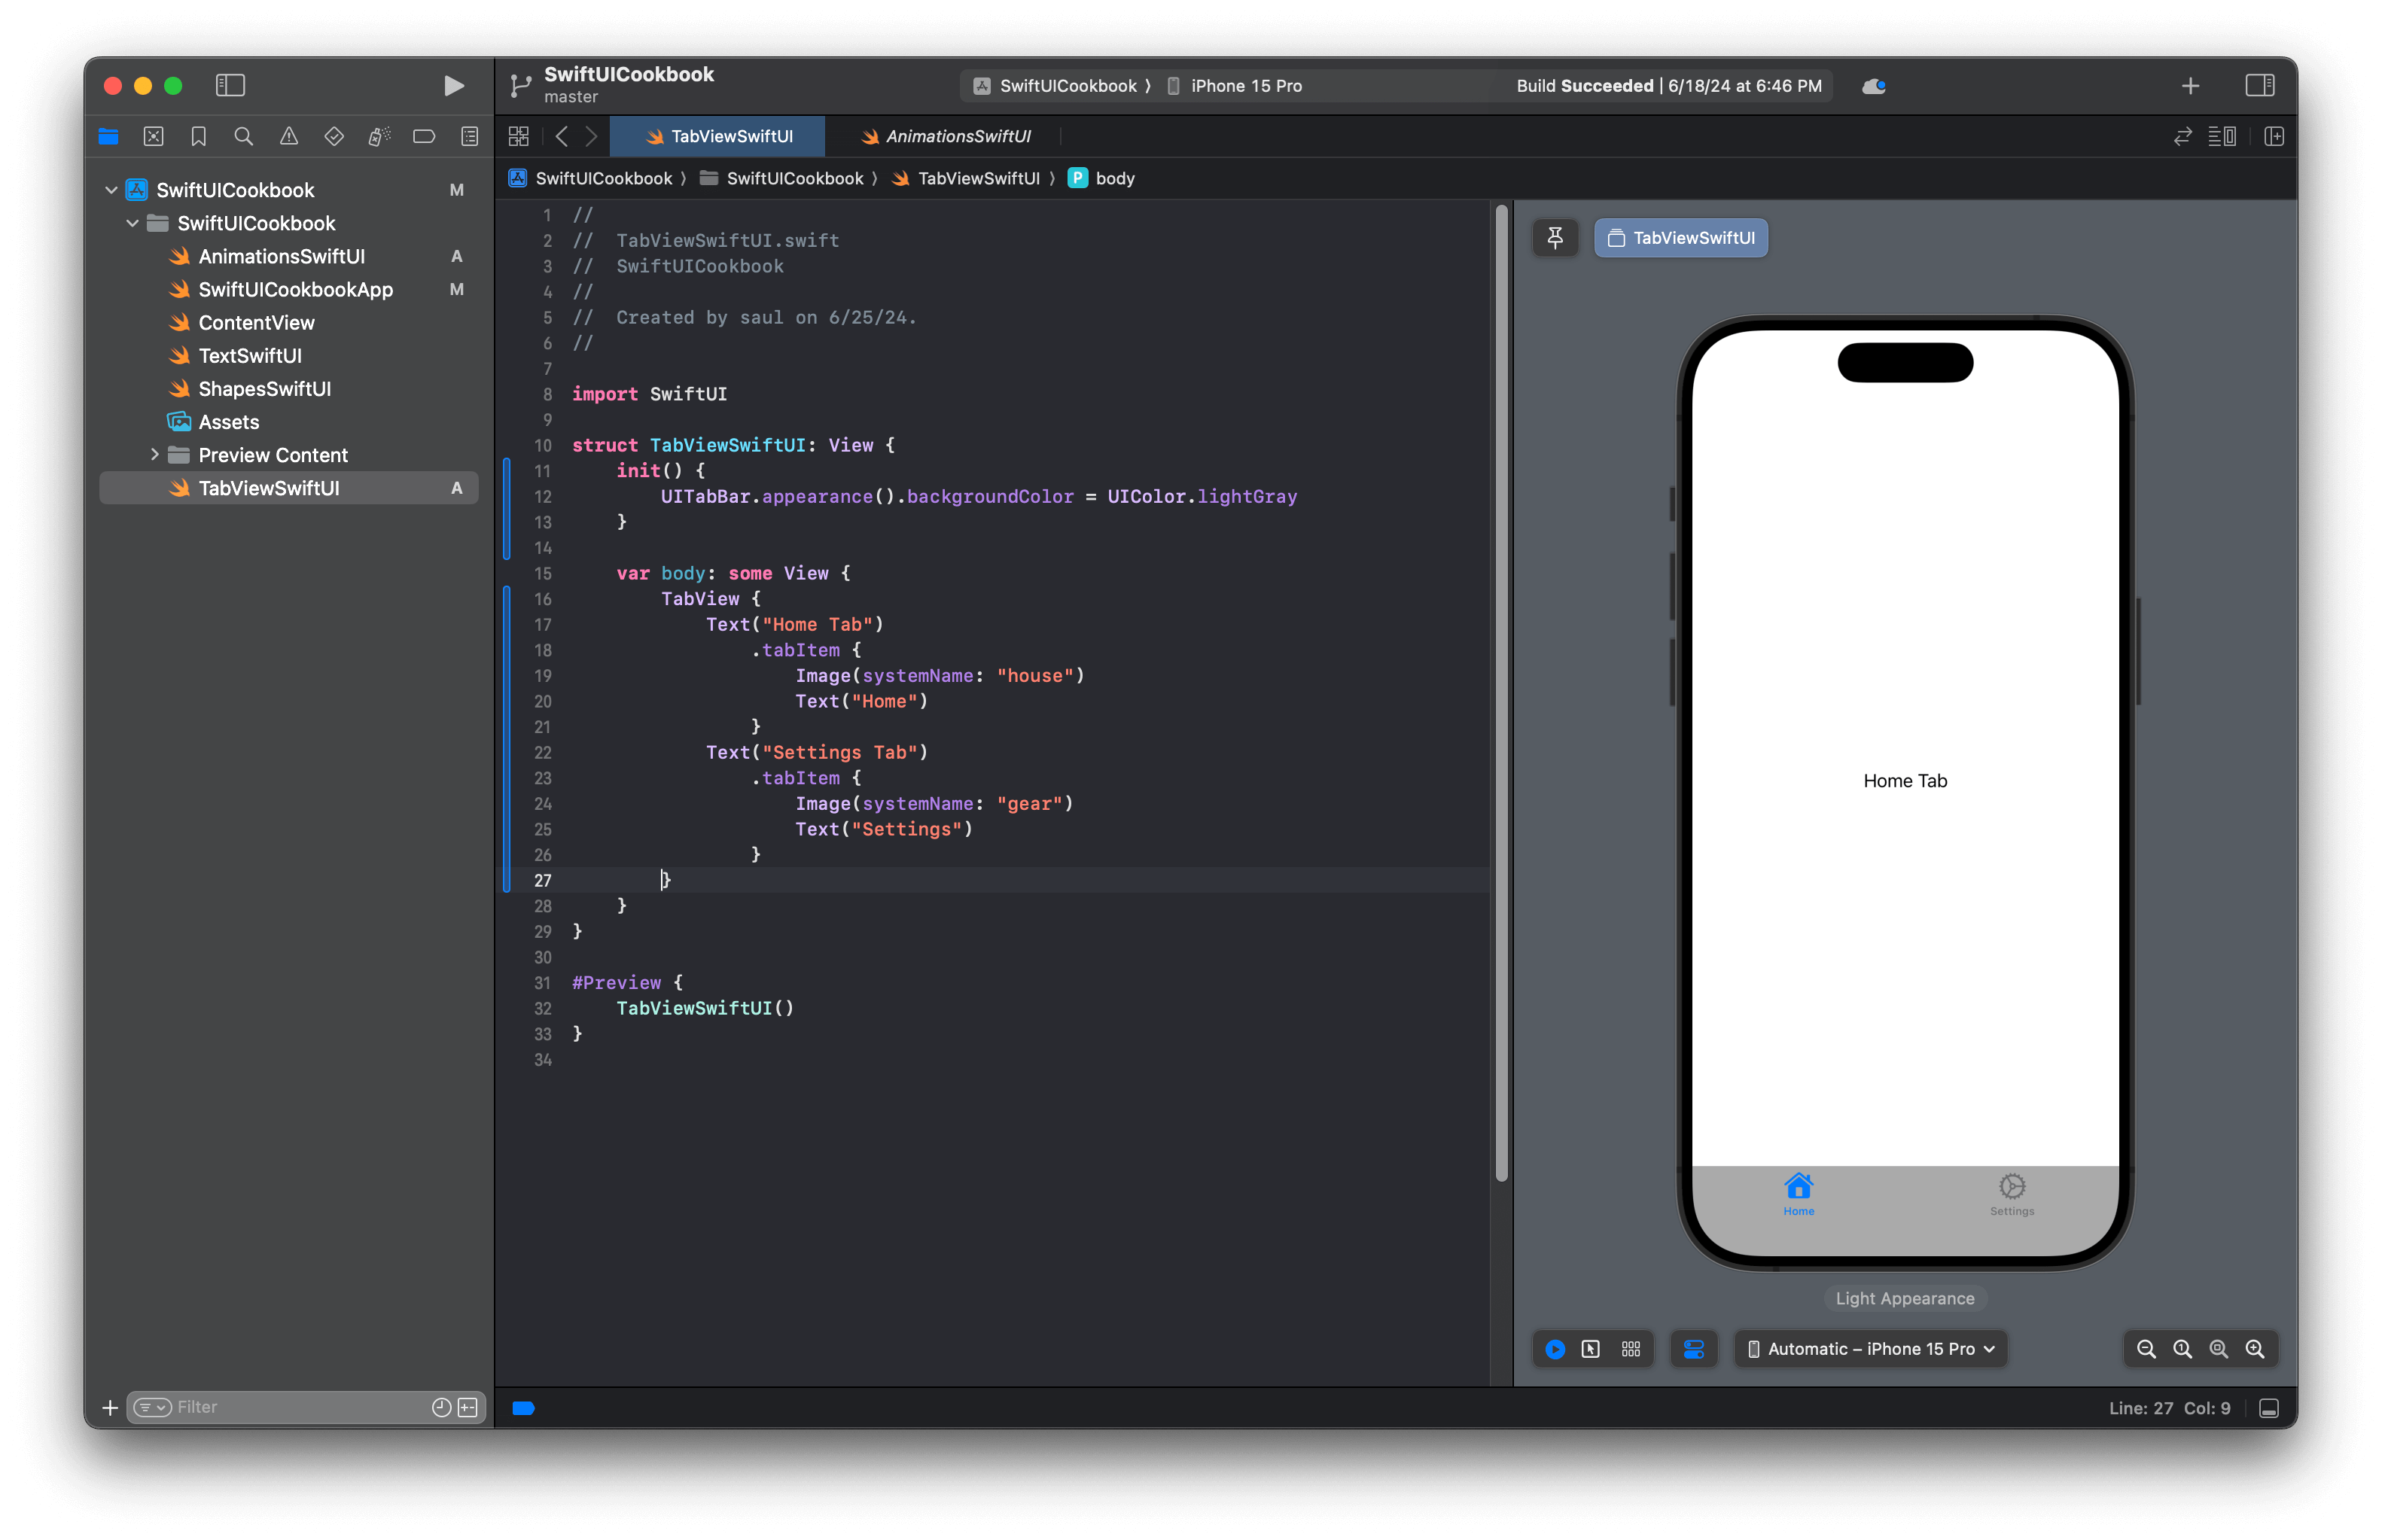 SwiftUICookbook
master
SwiftUICookbook ⟩ iPhone 15 Pro
Build Succeeded | 6/18/24 at 6:46 PM
TabViewSwiftUI
AnimationsSwiftUI
SwiftUICookbook ⟩ SwiftUICookbook ⟩ TabViewSwiftUI ⟩ P body
SwiftUICookbook M
SwiftUICookbook
AnimationsSwiftUI A
SwiftUICookbookApp M
ContentView
TextSwiftUI
ShapesSwiftUI
Assets
Preview Content
TabViewSwiftUI A
Filter
1 //
2 //  TabViewSwiftUI.swift
3 //  SwiftUICookbook
4 //
5 //  Created by saul on 6/25/24.
6 //
7
8 import SwiftUI
9
10 struct TabViewSwiftUI: View {
11     init() {
12         UITabBar.appearance().backgroundColor = UIColor.lightGray
13     }
14
15     var body: some View {
16         TabView {
17             Text("Home Tab")
18                 .tabItem {
19                     Image(systemName: "house")
20                     Text("Home")
21                 }
22             Text("Settings Tab")
23                 .tabItem {
24                     Image(systemName: "gear")
25                     Text("Settings")
26                 }
27         }
28     }
29 }
30
31 #Preview {
32     TabViewSwiftUI()
33 }
34
TabViewSwiftUI
Home Tab
Home
Settings
Light Appearance
Automatic – iPhone 15 Pro
Line: 27 Col: 9